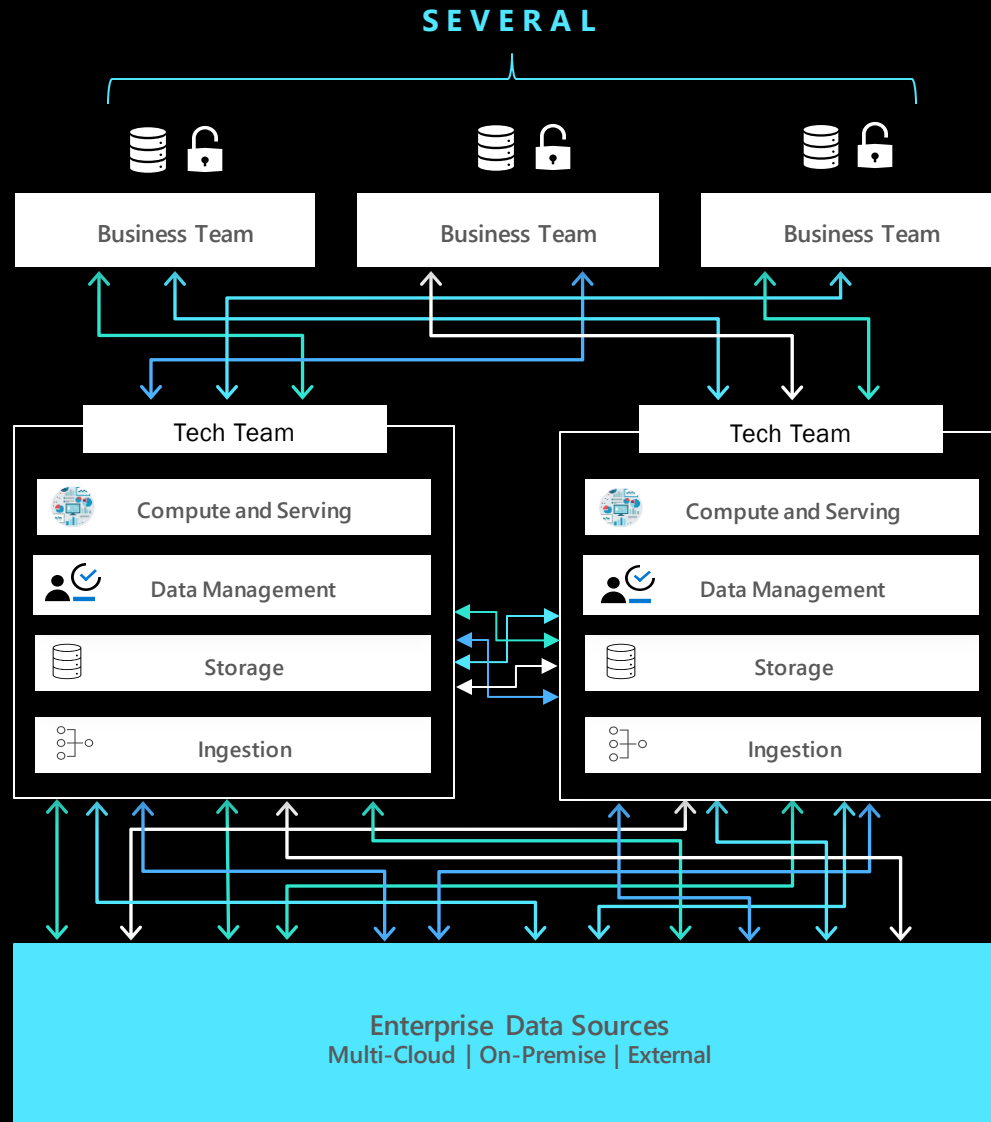 SEVERAL
Business Team
Business Team
Business Team
Tech Team
Tech Team
Compute and Serving
Compute and Serving
Data Management
Data Management
Storage
Storage
Ingestion
Ingestion
Enterprise Data Sources
Multi-Cloud | On-Premise | External